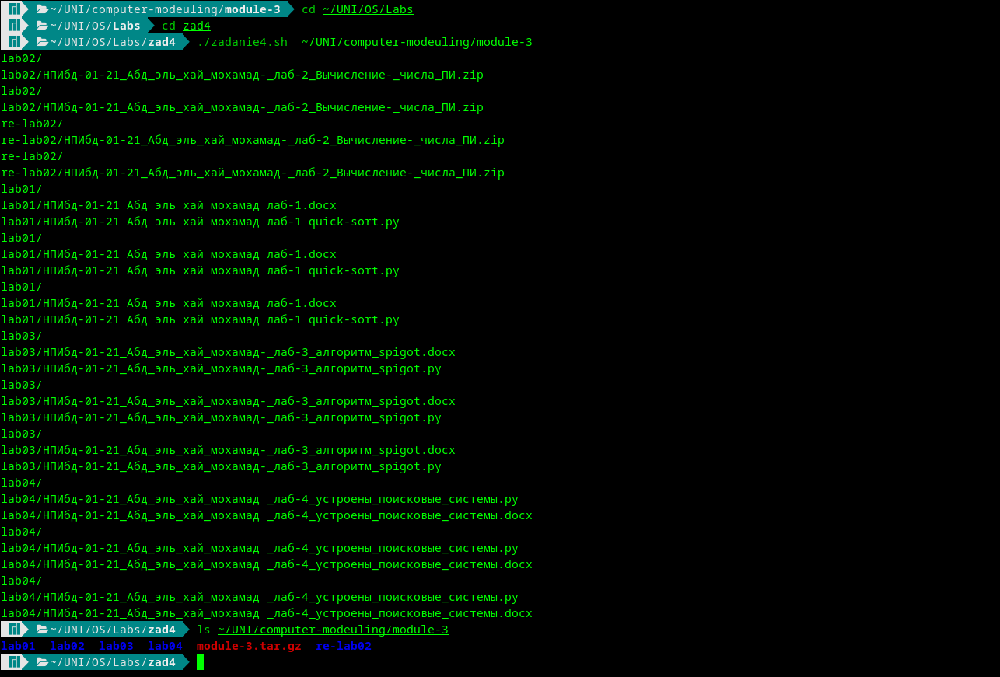 ~/UNI/computer-modeuling/module-3 cd ~/UNI/OS/Labs
~/UNI/OS/Labs cd zad4
~/UNI/OS/Labs/zad4 ./zadanie4.sh ~/UNI/computer-modeuling/module-3
lab02/
lab02/НПИбд-01-21_Абд_эль_хай_мохамад-_лаб-2_Вычисление-_числа_ПИ.zip
lab02/
lab02/НПИбд-01-21_Абд_эль_хай_мохамад-_лаб-2_Вычисление-_числа_ПИ.zip
re-lab02/
re-lab02/НПИбд-01-21_Абд_эль_хай_мохамад-_лаб-2_Вычисление-_числа_ПИ.zip
re-lab02/
re-lab02/НПИбд-01-21_Абд_эль_хай_мохамад-_лаб-2_Вычисление-_числа_ПИ.zip
lab01/
lab01/НПИбд-01-21 Абд эль хай мохамад лаб-1.docx
lab01/НПИбд-01-21 Абд эль хай мохамад лаб-1 quick-sort.py
lab01/
lab01/НПИбд-01-21 Абд эль хай мохамад лаб-1.docx
lab01/НПИбд-01-21 Абд эль хай мохамад лаб-1 quick-sort.py
lab01/
lab01/НПИбд-01-21 Абд эль хай мохамад лаб-1.docx
lab01/НПИбд-01-21 Абд эль хай мохамад лаб-1 quick-sort.py
lab03/
lab03/НПИбд-01-21_Абд_эль_хай_мохамад-_лаб-3_алгоритм_spigot.docx
lab03/НПИбд-01-21_Абд_эль_хай_мохамад-_лаб-3_алгоритм_spigot.py
lab03/
lab03/НПИбд-01-21_Абд_эль_хай_мохамад-_лаб-3_алгоритм_spigot.docx
lab03/НПИбд-01-21_Абд_эль_хай_мохамад-_лаб-3_алгоритм_spigot.py
lab03/
lab03/НПИбд-01-21_Абд_эль_хай_мохамад-_лаб-3_алгоритм_spigot.docx
lab03/НПИбд-01-21_Абд_эль_хай_мохамад-_лаб-3_алгоритм_spigot.py
lab04/
lab04/НПИбд-01-21_Абд_эль_хай_мохамад _лаб-4_устроены_поисковые_системы.py
lab04/НПИбд-01-21_Абд_эль_хай_мохамад _лаб-4_устроены_поисковые_системы.docx
lab04/
lab04/НПИбд-01-21_Абд_эль_хай_мохамад _лаб-4_устроены_поисковые_системы.py
lab04/НПИбд-01-21_Абд_эль_хай_мохамад _лаб-4_устроены_поисковые_системы.docx
lab04/
lab04/НПИбд-01-21_Абд_эль_хай_мохамад _лаб-4_устроены_поисковые_системы.py
lab04/НПИбд-01-21_Абд_эль_хай_мохамад _лаб-4_устроены_поисковые_системы.docx
~/UNI/OS/Labs/zad4 ls ~/UNI/computer-modeuling/module-3
lab01 lab02 lab03 lab04 module-3.tar.gz re-lab02
~/UNI/OS/Labs/zad4